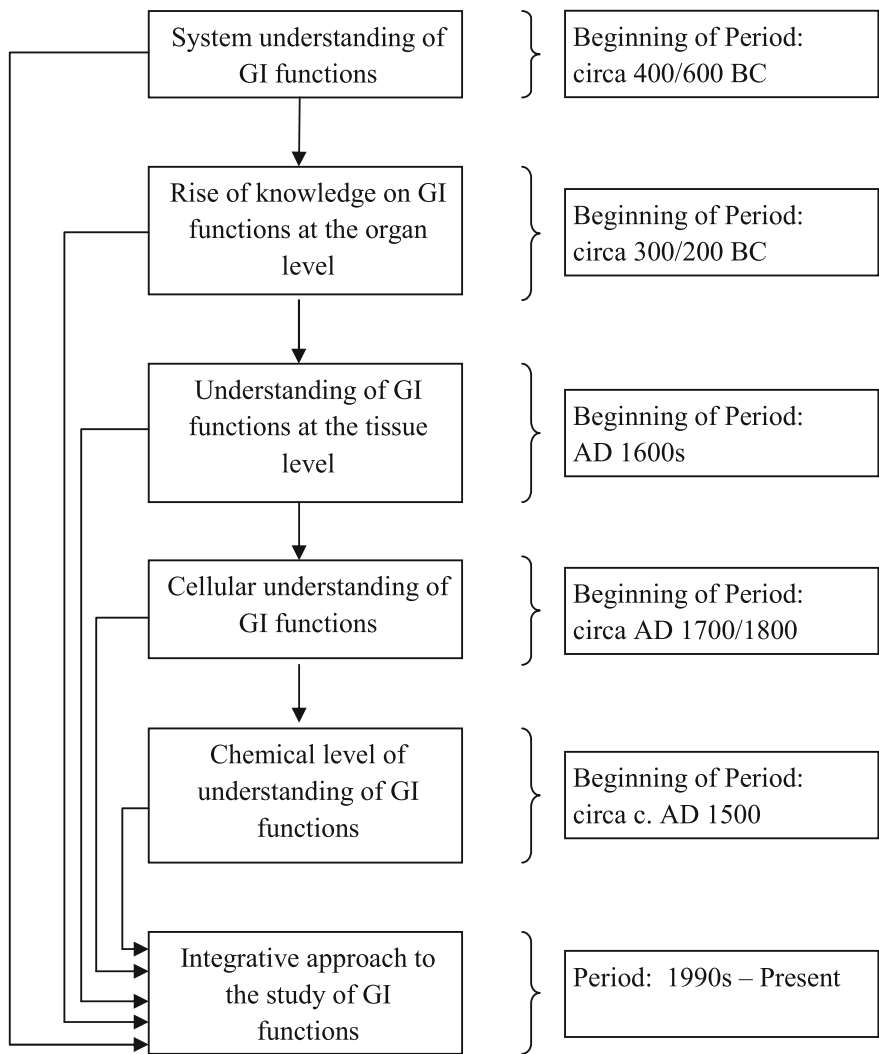 System understanding of
GI functions
Beginning of Period:
circa 400/600 BC
Rise of knowledge on GI
functions at the organ
level
Beginning of Period:
circa 300/200 BC
Understanding of GI
functions at the tissue
level
Beginning of Period:
AD 1600s
Cellular understanding of
GI functions
Beginning of Period:
circa AD 1700/1800
Chemical level of
understanding of GI
functions
Beginning of Period:
circa c. AD 1500
Integrative approach to
the study of GI
functions
Period: 1990s – Present